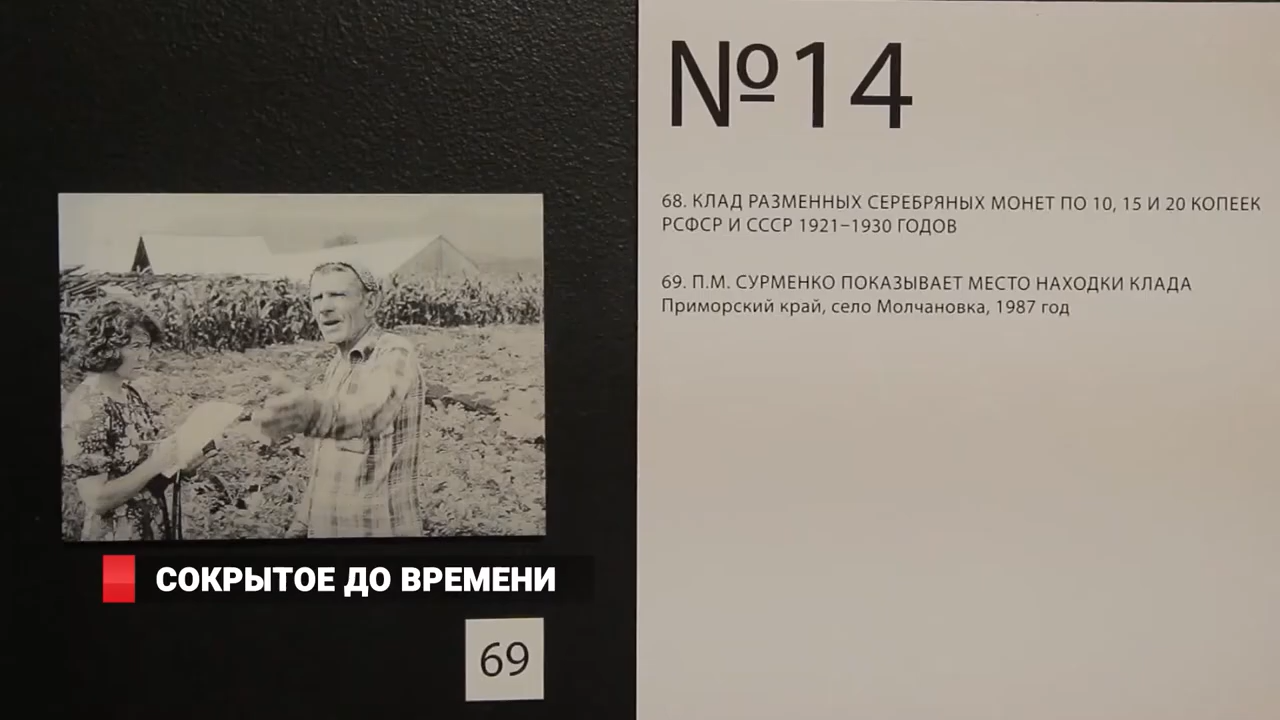 №14
68. КЛАД РАЗМЕННЫХ СЕРЕБРЯНЫХ МОНЕТ ПО 10, 15 И 20 КОПЕЕК
РСФСР И СССР 1921–1930 ГОДОВ
69. П.М. СУРМЕНКО ПОКАЗЫВАЕТ МЕСТО НАХОДКИ КЛАДА
Приморский край, село Молчановка, 1987 год
СОКРЫТОЕ ДО ВРЕМЕНИ
69